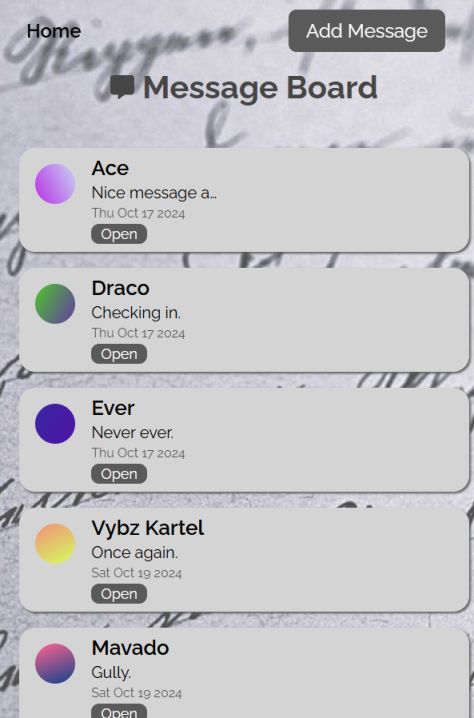 Home
Add Message
Message Board
Ace
Nice message a...
Thu Oct 17 2024
Open
Draco
Checking in.
Thu Oct 17 2024
Open
Ever
Never ever.
Thu Oct 17 2024
Open
Vybz Kartel
Once again.
Sat Oct 19 2024
Open
Mavado
Gully.
Sat Oct 19 2024
Open